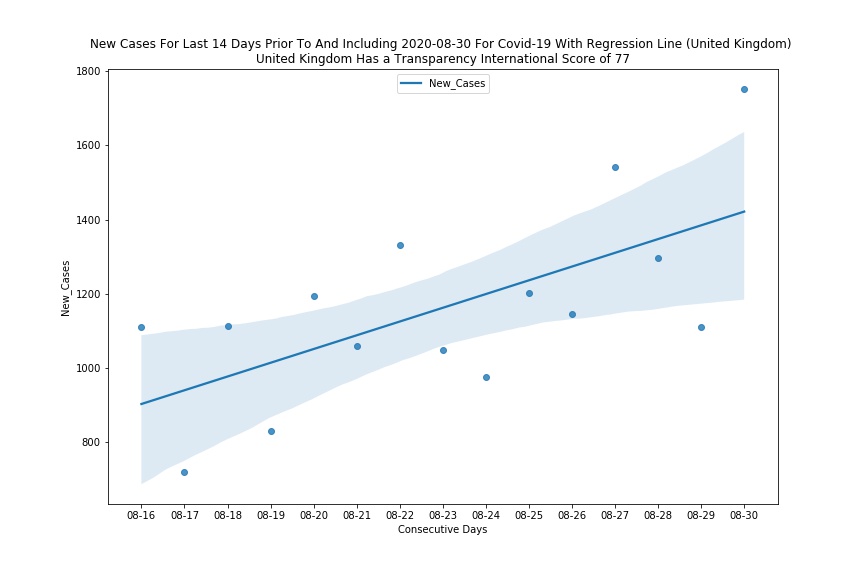 New Cases For Last 14 Days Prior To And Including 2020-08-30 For Covid-19 With Regression Line (United Kingdom)
United Kingdom Has a Transparency International Score of 77
New_Cases
1800
1600
1400
1200
1000
800
New_Cases
08-16 08-17 08-18 08-19 08-20 08-21 08-22 08-23 08-24 08-25 08-26 08-27 08-28 08-29 08-30
Consecutive Days